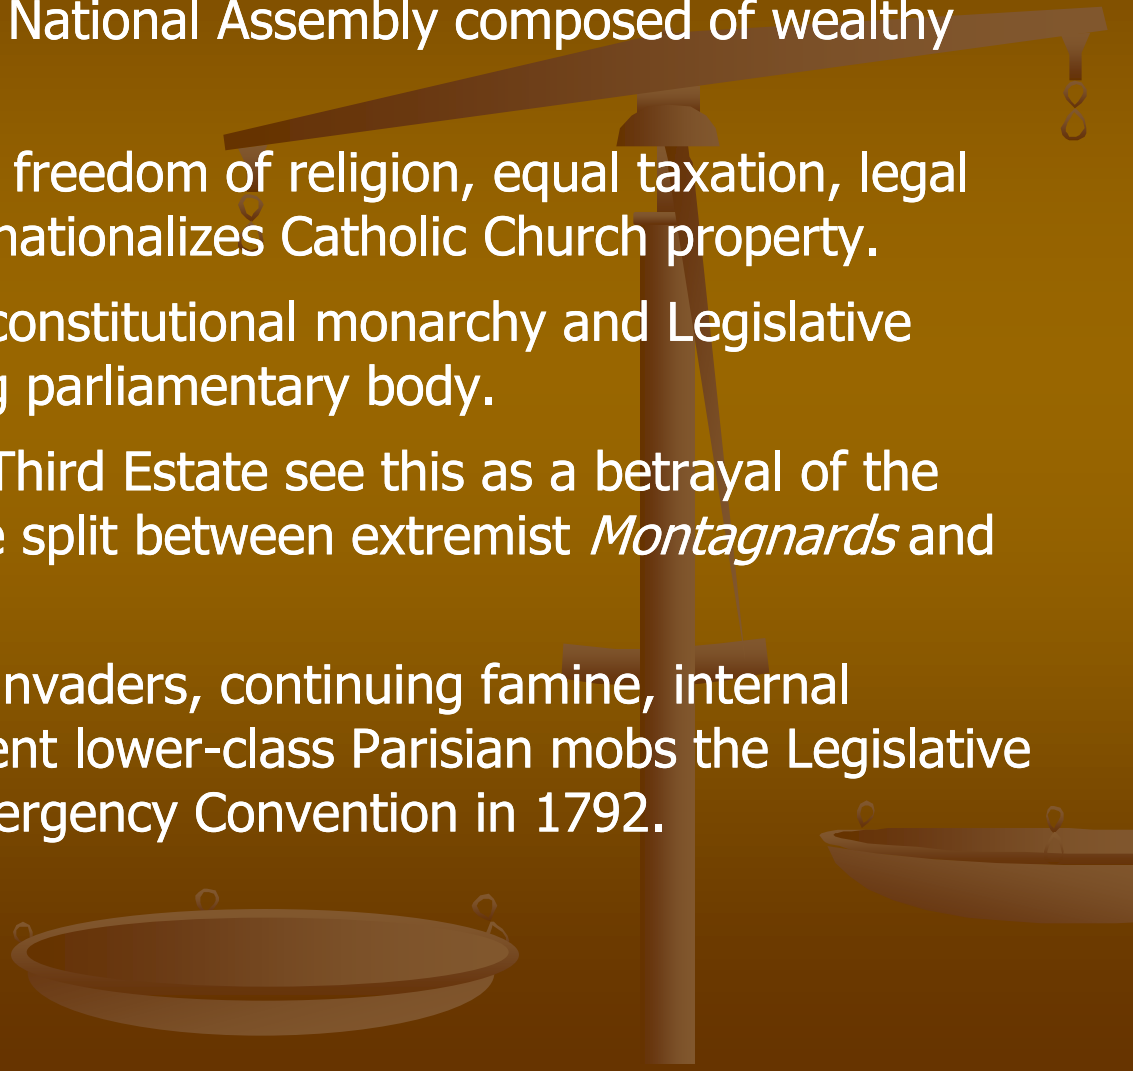 National Assembly composed of wealthy
freedom of religion, equal taxation, legal
nationalizes Catholic Church property.
constitutional monarchy and Legislative
g parliamentary body.
Third Estate see this as a betrayal of the
e split between extremist Montagnards and
invaders, continuing famine, internal
ent lower-class Parisian mobs the Legislative
ergency Convention in 1792.